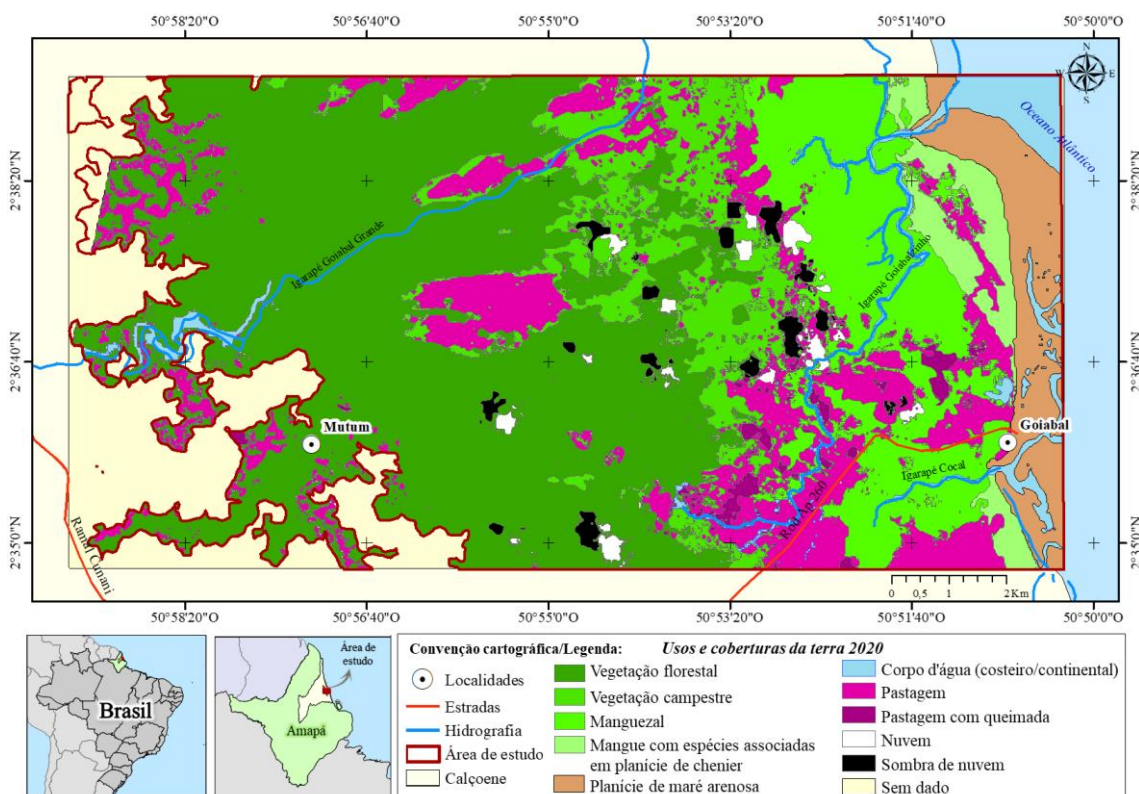 50°58'20"O
50°56'40"O
50°55'0"O
50°53'20"O
50°51'40"O
50°50'0"O
N
W
E
S
Oceano Atlântico
2°38'20"N
2°38'20"N
Igarapé Goiabal Grande
Igarapé Goiabalzinho
2°36'40"N
2°36'40"N
Mutum
Goiabal
Igarapé Cocal
Rod Ap 260
Ramal Cunani
2°35'0"N
2°35'0"N
0 0,5 1 2 Km
50°58'20"O
50°56'40"O
50°55'0"O
50°53'20"O
50°51'40"O
50°50'0"O
Brasil
Área de
estudo
Amapá
Convenção cartográfica/Legenda:
Localidades
Estradas
Hidrografia
Área de estudo
Calçoene
Usos e coberturas da terra 2020
Vegetação florestal
Vegetação campestre
Manguezal
Mangue com espécies associadas
em planície de chenier
Planície de maré arenosa
Corpo d'água (costeiro/continental)
Pastagem
Pastagem com queimada
Nuvem
Sombra de nuvem
Sem dado